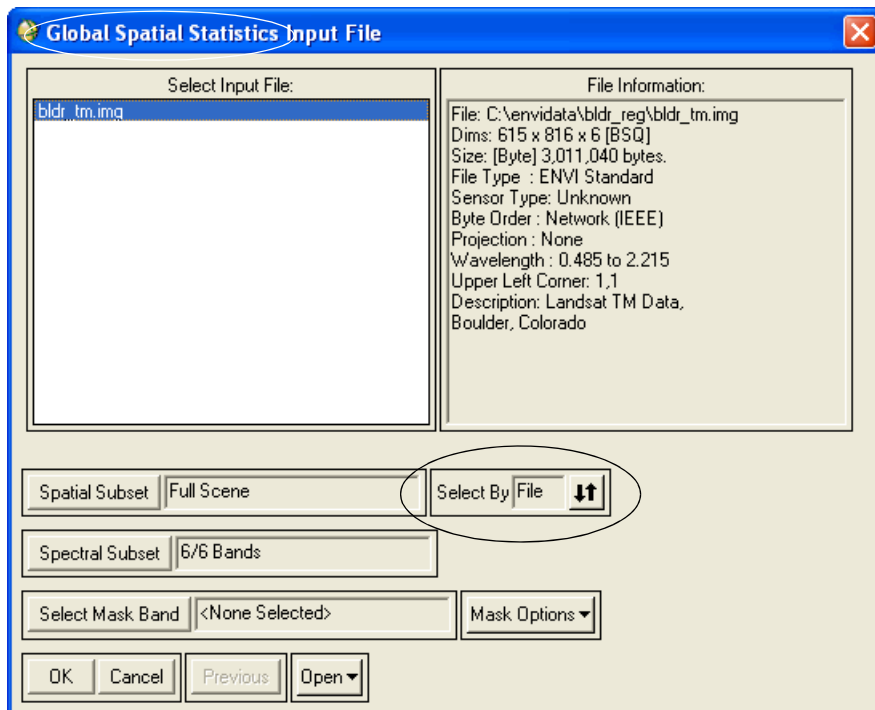 Global Spatial Statistics Input File
Select Input File:
bldr_tm.img
File Information:
File: C:\envidata\bldr_reg\bldr_tm.img
Dims: 615 x 816 x 6 [BSQ]
Size: [Byte] 3,011,040 bytes.
File Type : ENVI Standard
Sensor Type: Unknown
Byte Order : Network (IEEE)
Projection : None
Wavelength : 0.485 to 2.215
Upper Left Corner: 1,1
Description: Landsat TM Data,
Boulder, Colorado
Spatial Subset Full Scene
Select By File
Spectral Subset 6/6 Bands
Select Mask Band <None Selected>
Mask Options
OK Cancel Previous Open